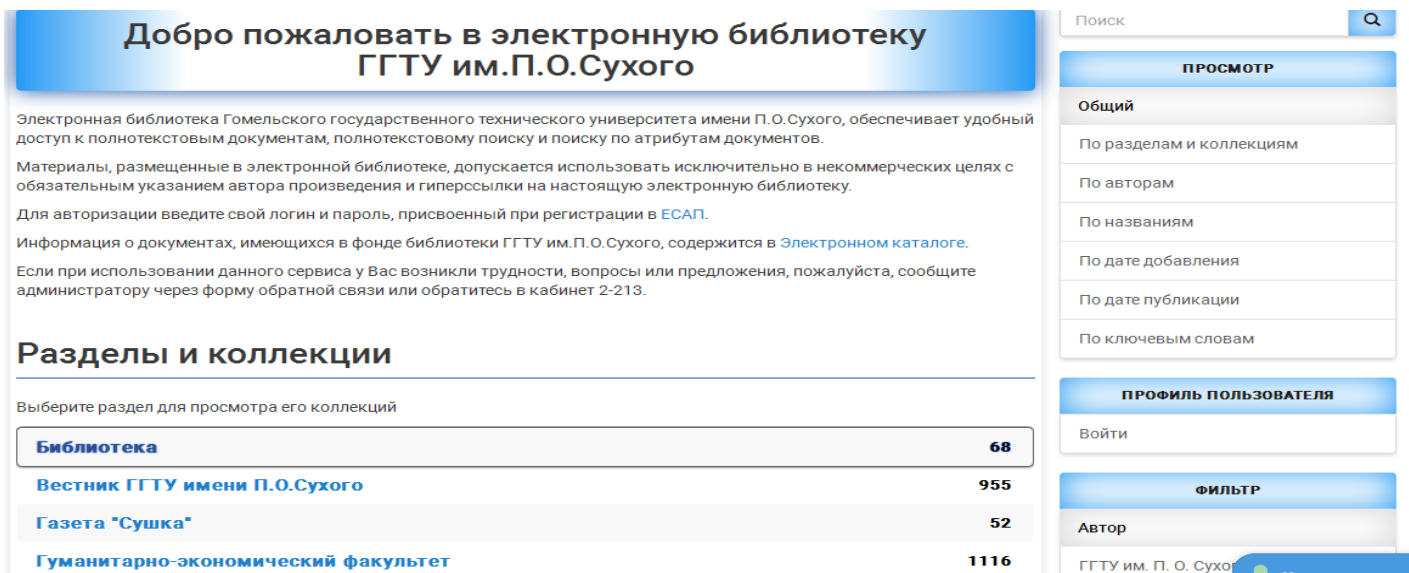 Добро пожаловать в электронную библиотеку
ГГТУ им.П.О.Сухого
Электронная библиотека Гомельского государственного технического университета имени П.О.Сухого, обеспечивает удобный
доступ к полнотекстовым документам, полнотекстовому поиску и поиску по атрибутам документов.
Материалы, размещенные в электронной библиотеке, допускается использовать исключительно в некоммерческих целях с
обязательным указанием автора произведения и гиперссылки на настоящую электронную библиотеку.
Для авторизации введите свой логин и пароль, присвоенный при регистрации в ЕСАП.
Информация о документах, имеющихся в фонде библиотеки ГГТУ им.П.О.Сухого, содержится в Электронном каталоге.
Если при использовании данного сервиса у Вас возникли трудности, вопросы или предложения, пожалуйста, сообщите
администратору через форму обратной связи или обратитесь в кабинет 2-213.
Разделы и коллекции
Выберите раздел для просмотра его коллекций
Библиотека 68
Вестник ГГТУ имени П.О.Сухого 955
Газета "Сушка" 52
Гуманитарно-экономический факультет 1116
Поиск
ПРОСМОТР
Общий
По разделам и коллекциям
По авторам
По названиям
По дате добавления
По дате публикации
По ключевым словам
ПРОФИЛЬ ПОЛЬЗОВАТЕЛЯ
Войти
ФИЛЬТР
Автор
ГГТУ им. П. О.